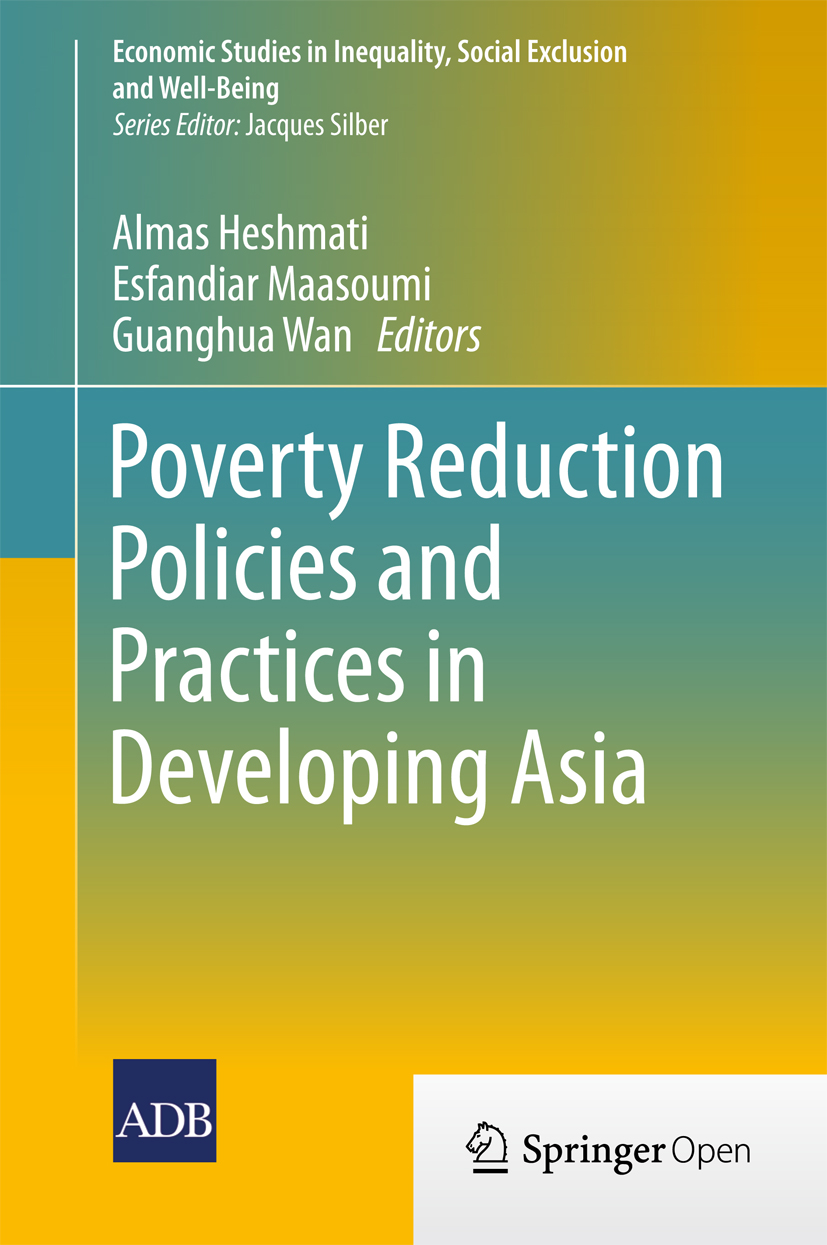 Economic Studies in Inequality, Social Exclusion
and Well-Being
Series Editor: Jacques Silber
Almas Heshmati
Esfandiar Maasoumi
Guanghua Wan Editors
Poverty Reduction
Policies and
Practices in
Developing Asia
ADB
Springer Open